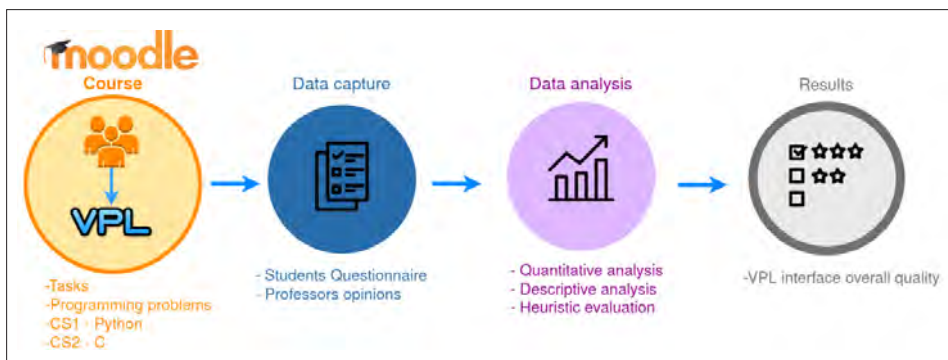 moodle
Course
VPL
-Tasks
-Programming problems
-CS1 - Python
-CS2 - C
Data capture
- Students Questionnaire
- Professors opinions
Data analysis
- Quantitative analysis
- Descriptive analysis
- Heuristic evaluation
Results
-VPL interface overall quality